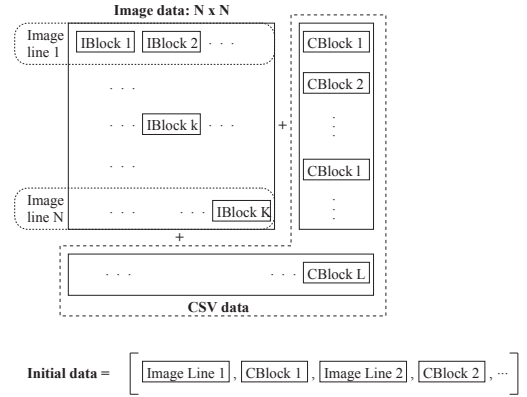 Image data: N x N
Image line 1
IBlock 1 IBlock 2 . . .
CBlock 1
. . .
CBlock 2
. . . IBlock k . . . +
. . .
. . .
CBlock l
Image line N
. . . . . . IBlock K
. . .
+
. . . . . . CBlock L
CSV data
Initial data = [ Image Line 1 , CBlock 1 , Image Line 2 , CBlock 2 , ... ]